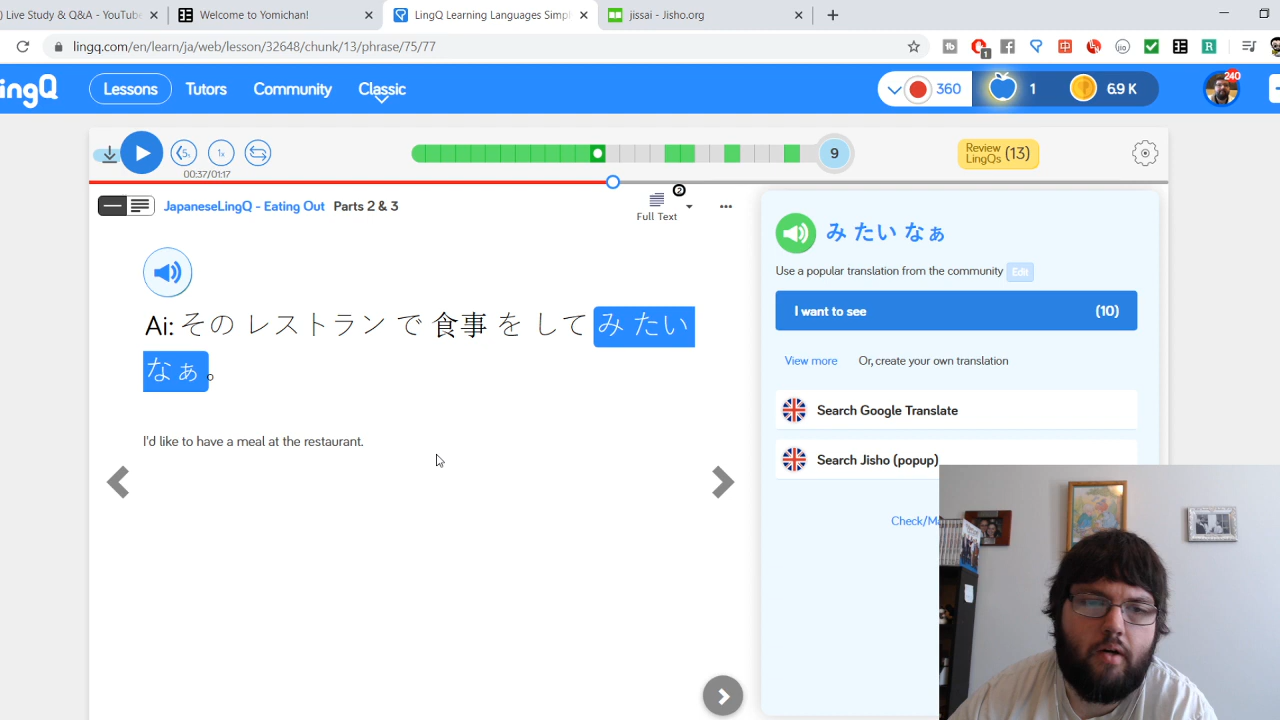 ) Live Study & Q&A - YouTub
Welcome to Yomichan!
LingQ Learning Languages Simpl
jissai - Jisho.org
lingq.com/en/learn/ja/web/lesson/32648/chunk/13/phrase/75/77
ingQ
Lessons
Tutors
Community
Classic
360
1
6.9 K
240
5s
1x
00:37/01:17
9
Review LingQs (13)
JapaneseLingQ - Eating Out Parts 2 & 3
2
Full Text
Ai: その レストラン で 食事 を して み たい
なぁ。
I'd like to have a meal at the restaurant.
み たい なぁ
Use a popular translation from the community Edit
I want to see (10)
View more Or, create your own translation
Search Google Translate
Search Jisho (popup)
Check/Ma